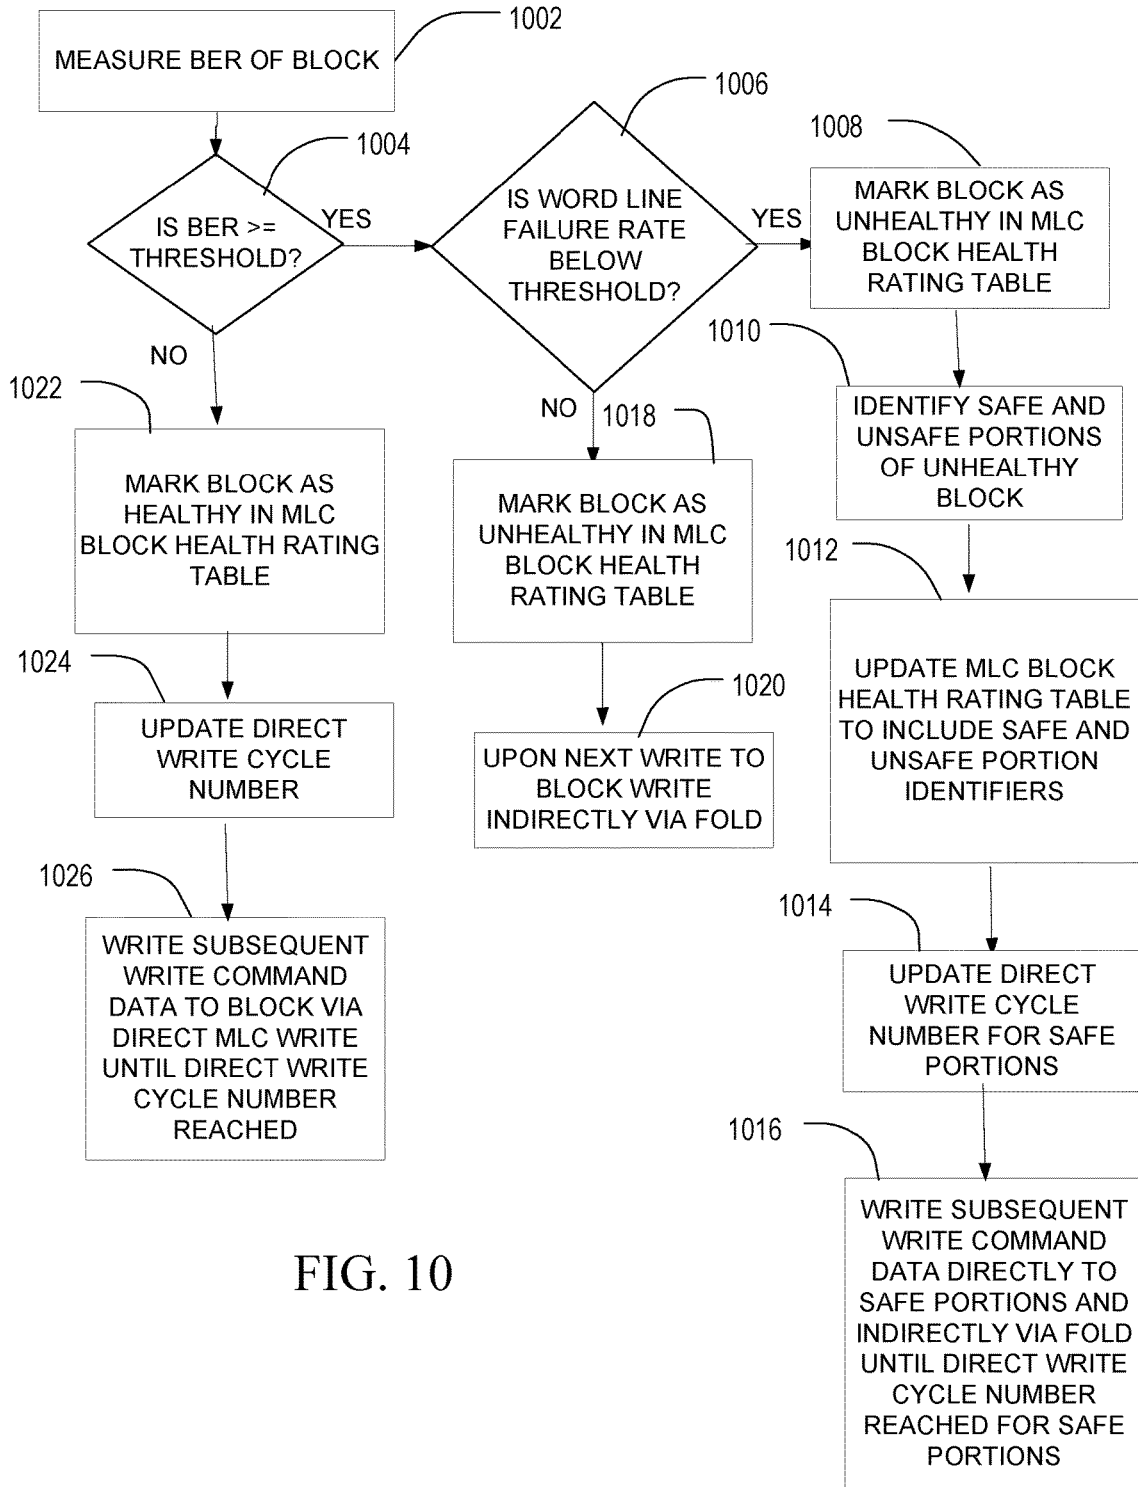 1002
MEASURE BER OF BLOCK
1004
IS BER >=
THRESHOLD?
YES
NO
1006
IS WORD LINE
FAILURE RATE
BELOW
THRESHOLD?
YES
NO
1008
MARK BLOCK AS
UNHEALTHY IN MLC
BLOCK HEALTH
RATING TABLE
1010
IDENTIFY SAFE AND
UNSAFE PORTIONS
OF UNHEALTHY
BLOCK
1012
UPDATE MLC BLOCK
HEALTH RATING TABLE
TO INCLUDE SAFE AND
UNSAFE PORTION
IDENTIFIERS
1014
UPDATE DIRECT
WRITE CYCLE
NUMBER FOR SAFE
PORTIONS
1016
WRITE SUBSEQUENT
WRITE COMMAND
DATA DIRECTLY TO
SAFE PORTIONS AND
INDIRECTLY VIA FOLD
UNTIL DIRECT WRITE
CYCLE NUMBER
REACHED FOR SAFE
PORTIONS
1018
MARK BLOCK AS
UNHEALTHY IN MLC
BLOCK HEALTH
RATING TABLE
1020
UPON NEXT WRITE TO
BLOCK WRITE
INDIRECTLY VIA FOLD
1022
MARK BLOCK AS
HEALTHY IN MLC
BLOCK HEALTH RATING
TABLE
1024
UPDATE DIRECT
WRITE CYCLE
NUMBER
1026
WRITE SUBSEQUENT
WRITE COMMAND
DATA TO BLOCK VIA
DIRECT MLC WRITE
UNTIL DIRECT WRITE
CYCLE NUMBER
REACHED
FIG. 10